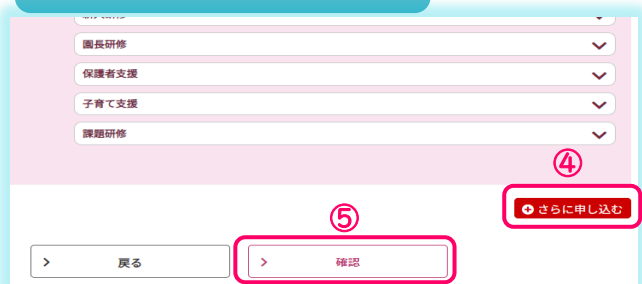 園長研修
保護者支援
子育て支援
課題研修
④
さらに申し込む
⑤
戻る
確認